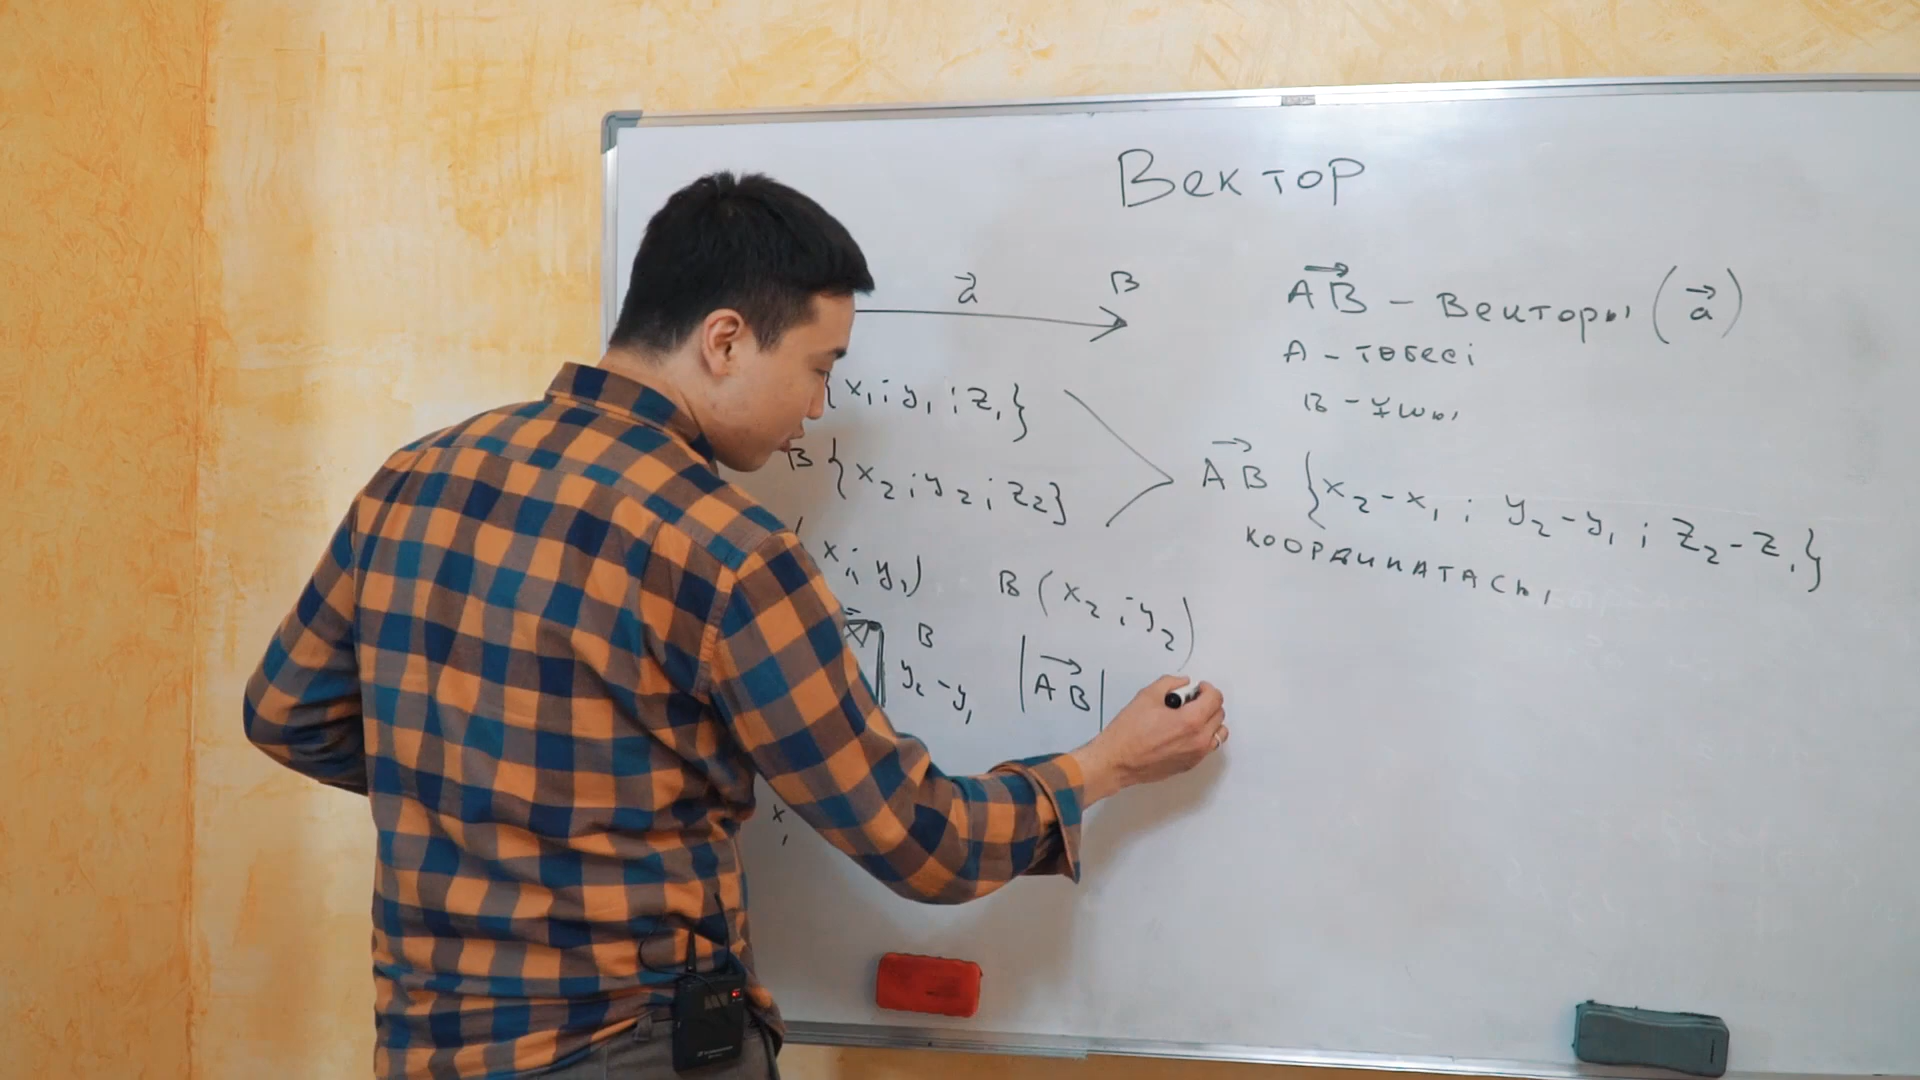 Вектор
a⃗ B
AB⃗ – векторы (a⃗)
A – төбесі
B – ұшы
{x₁; y₁; z₁}
B {x₂; y₂; z₂}
AB⃗ {x₂-x₁; y₂-y₁; z₂-z₁}
координатасы
x₁; y₁) B (x₂; y₂)
B
y₂-y₁ |AB⃗|
x₁